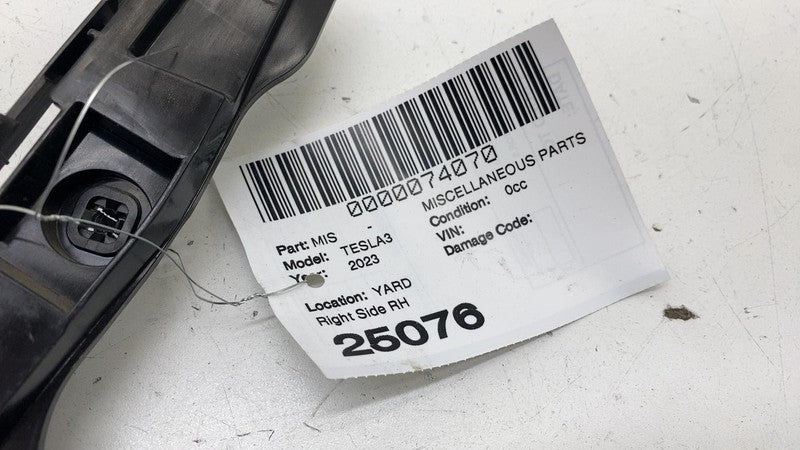 0000074070
Part: MIS - MISCELLANEOUS PARTS
Model: TESLA3 Condition: 0cc
Year: 2023 VIN:
Damage Code:
Location: YARD
Right Side RH
25076